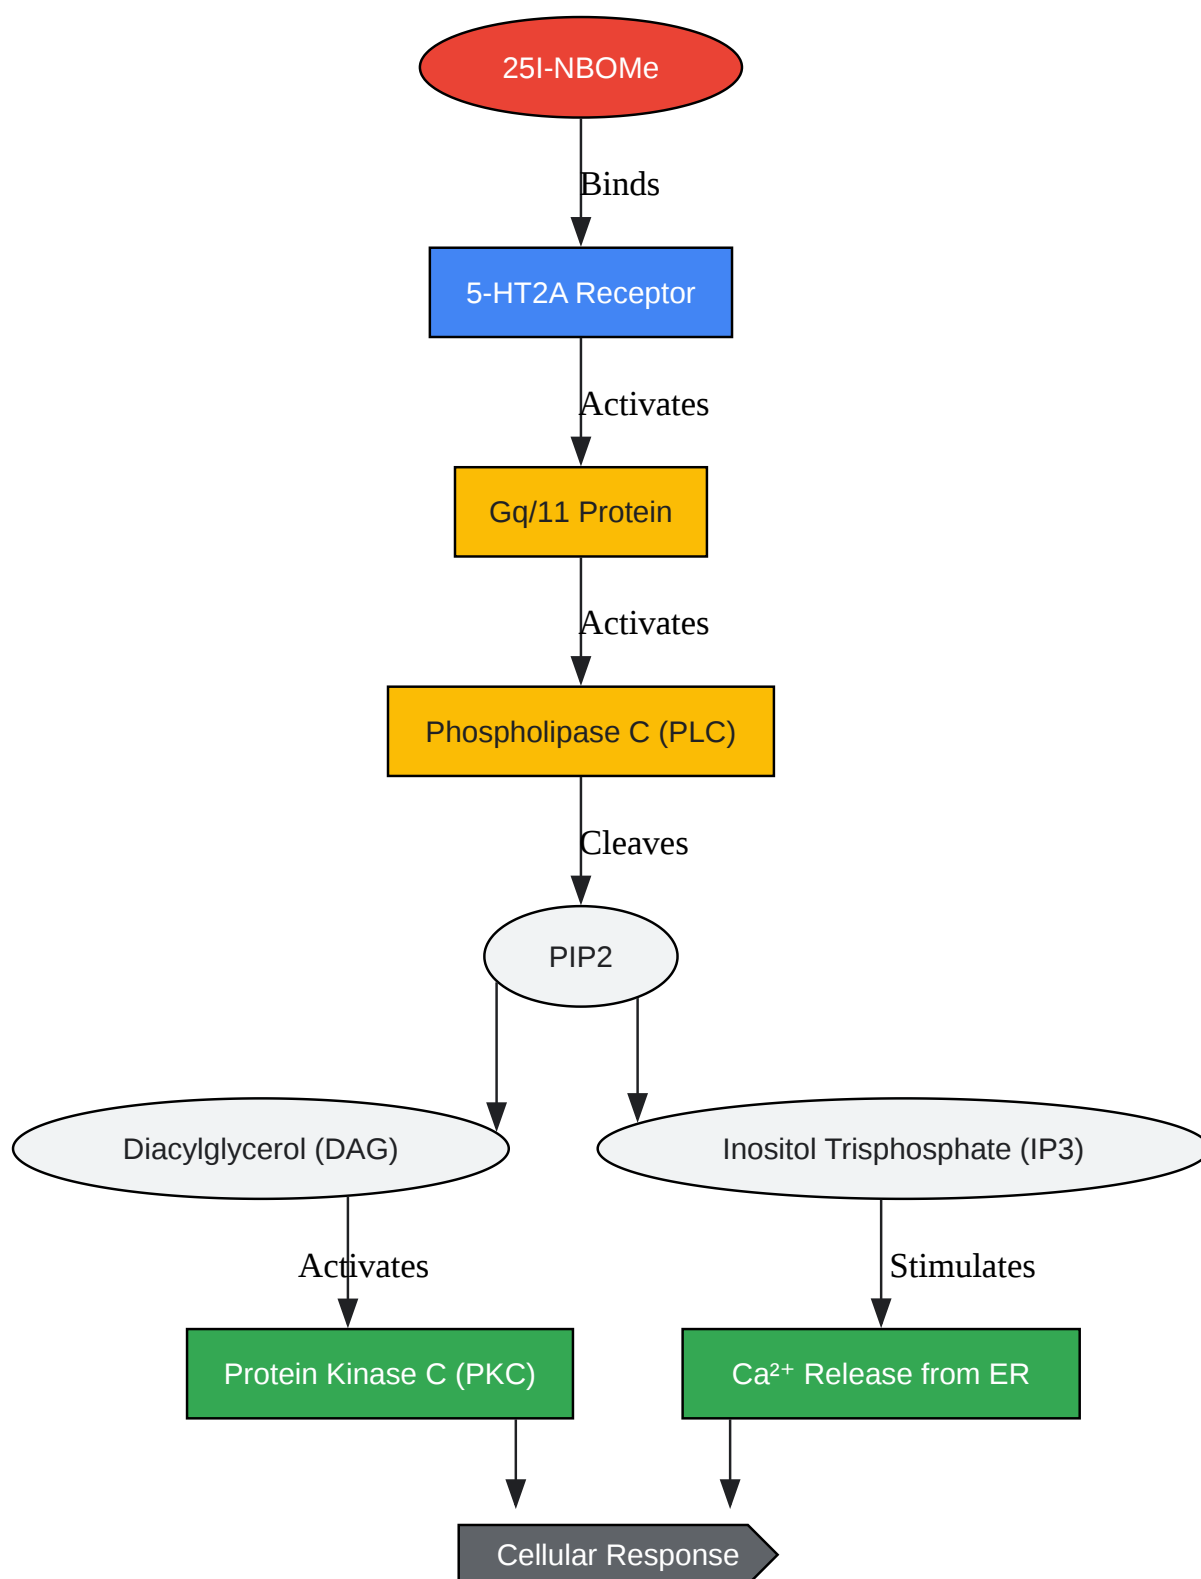 25I-NBOMe
Binds
5-HT2A Receptor
Activates
Gq/11 Protein
Activates
Phospholipase C (PLC)
Cleaves
PIP2
Diacylglycerol (DAG)
Inositol Trisphosphate (IP3)
Activates
Stimulates
Protein Kinase C (PKC)
Ca²⁺ Release from ER
Cellular Response